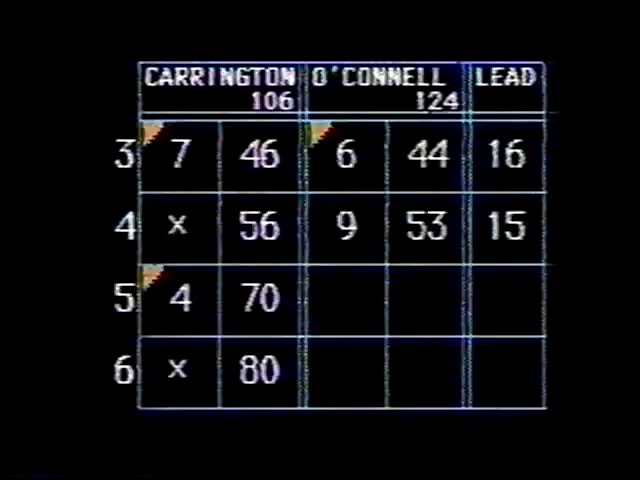 CARRINGTON O'CONNELL LEAD
106 124
3 7 46 6 44 16
4 x 56 9 53 15
5 4 70
6 x 80